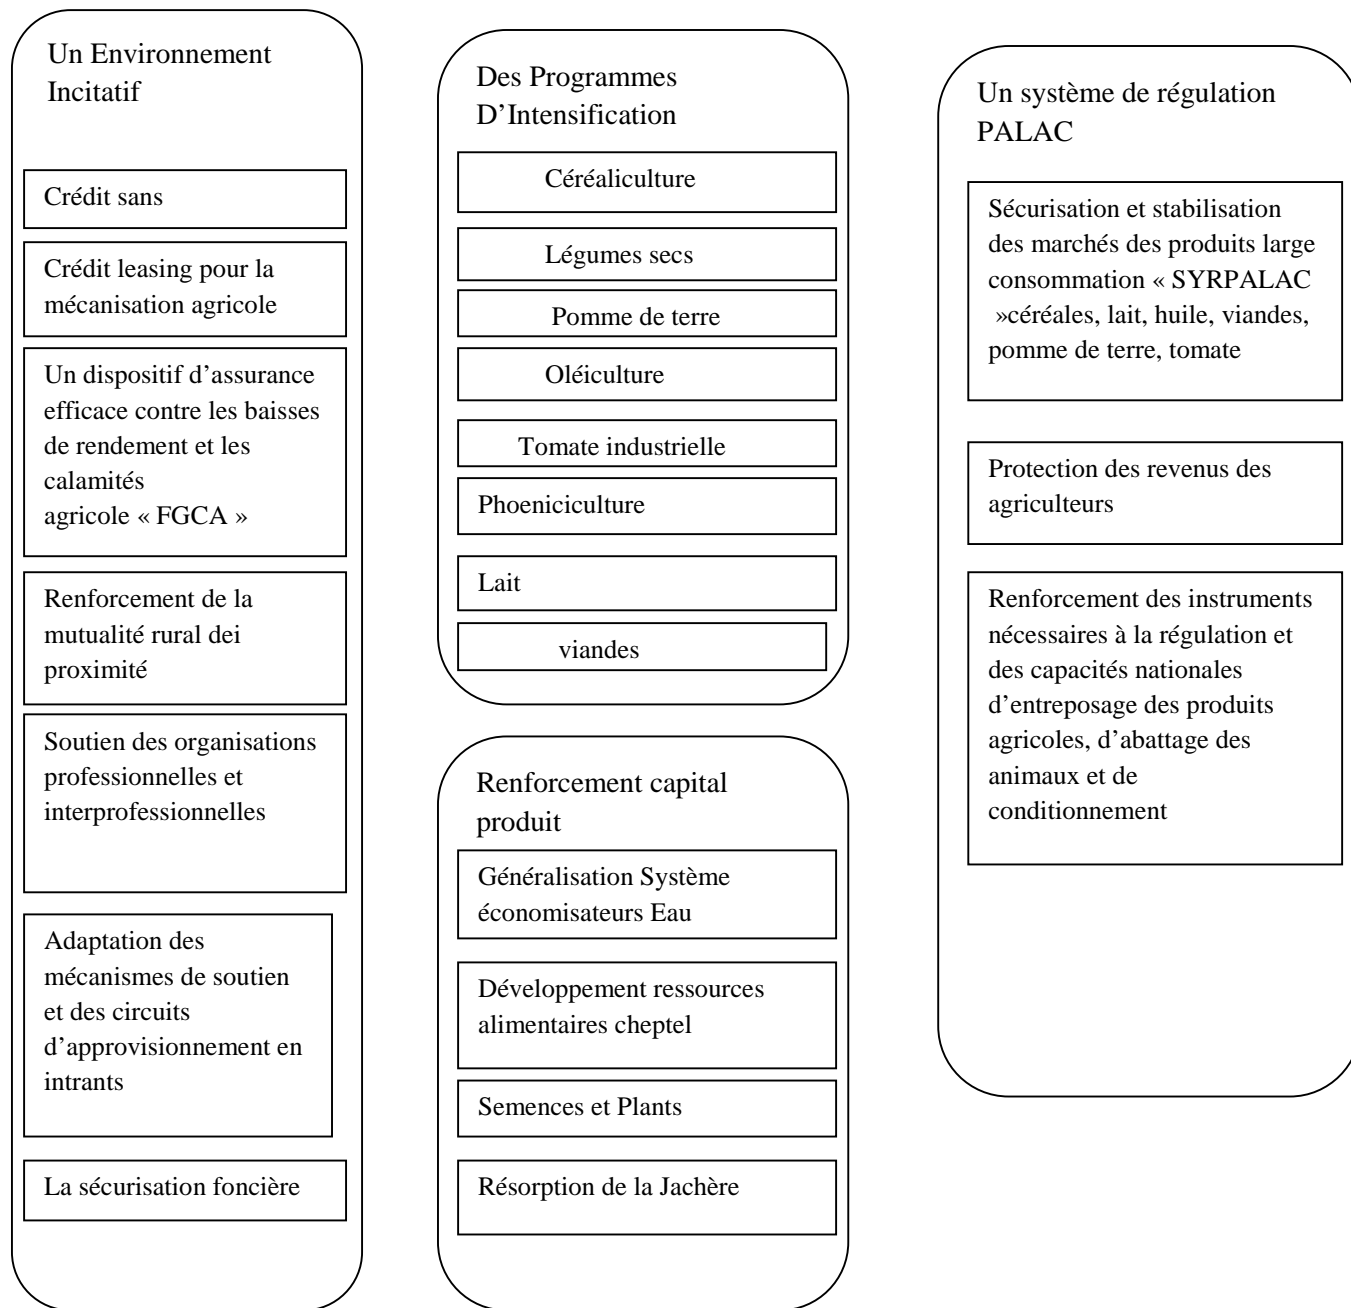 Un Environnement
Incitatif
Crédit sans
Crédit leasing pour la
mécanisation agricole
Un dispositif d’assurance
efficace contre les baisses
de rendement et les
calamités
agricole « FGCA »
Renforcement de la
mutualité rural dei
proximité
Soutien des organisations
professionnelles et
interprofessionnelles
Adaptation des
mécanismes de soutien
et des circuits
d’approvisionnement en
intrants
La sécurisation foncière
Des Programmes
D’Intensification
Céréaliculture
Légumes secs
Pomme de terre
Oléiculture
Tomate industrielle
Phoeniciculture
Lait
viandes
Renforcement capital
produit
Généralisation Système
économisateurs Eau
Développement ressources
alimentaires cheptel
Semences et Plants
Résorption de la Jachère
Un système de régulation
PALAC
Sécurisation et stabilisation
des marchés des produits large
consommation « SYRPALAC
»céréales, lait, huile, viandes,
pomme de terre, tomate
Protection des revenus des
agriculteurs
Renforcement des instruments
nécessaires à la régulation et
des capacités nationales
d’entreposage des produits
agricoles, d’abattage des
animaux et de
conditionnement